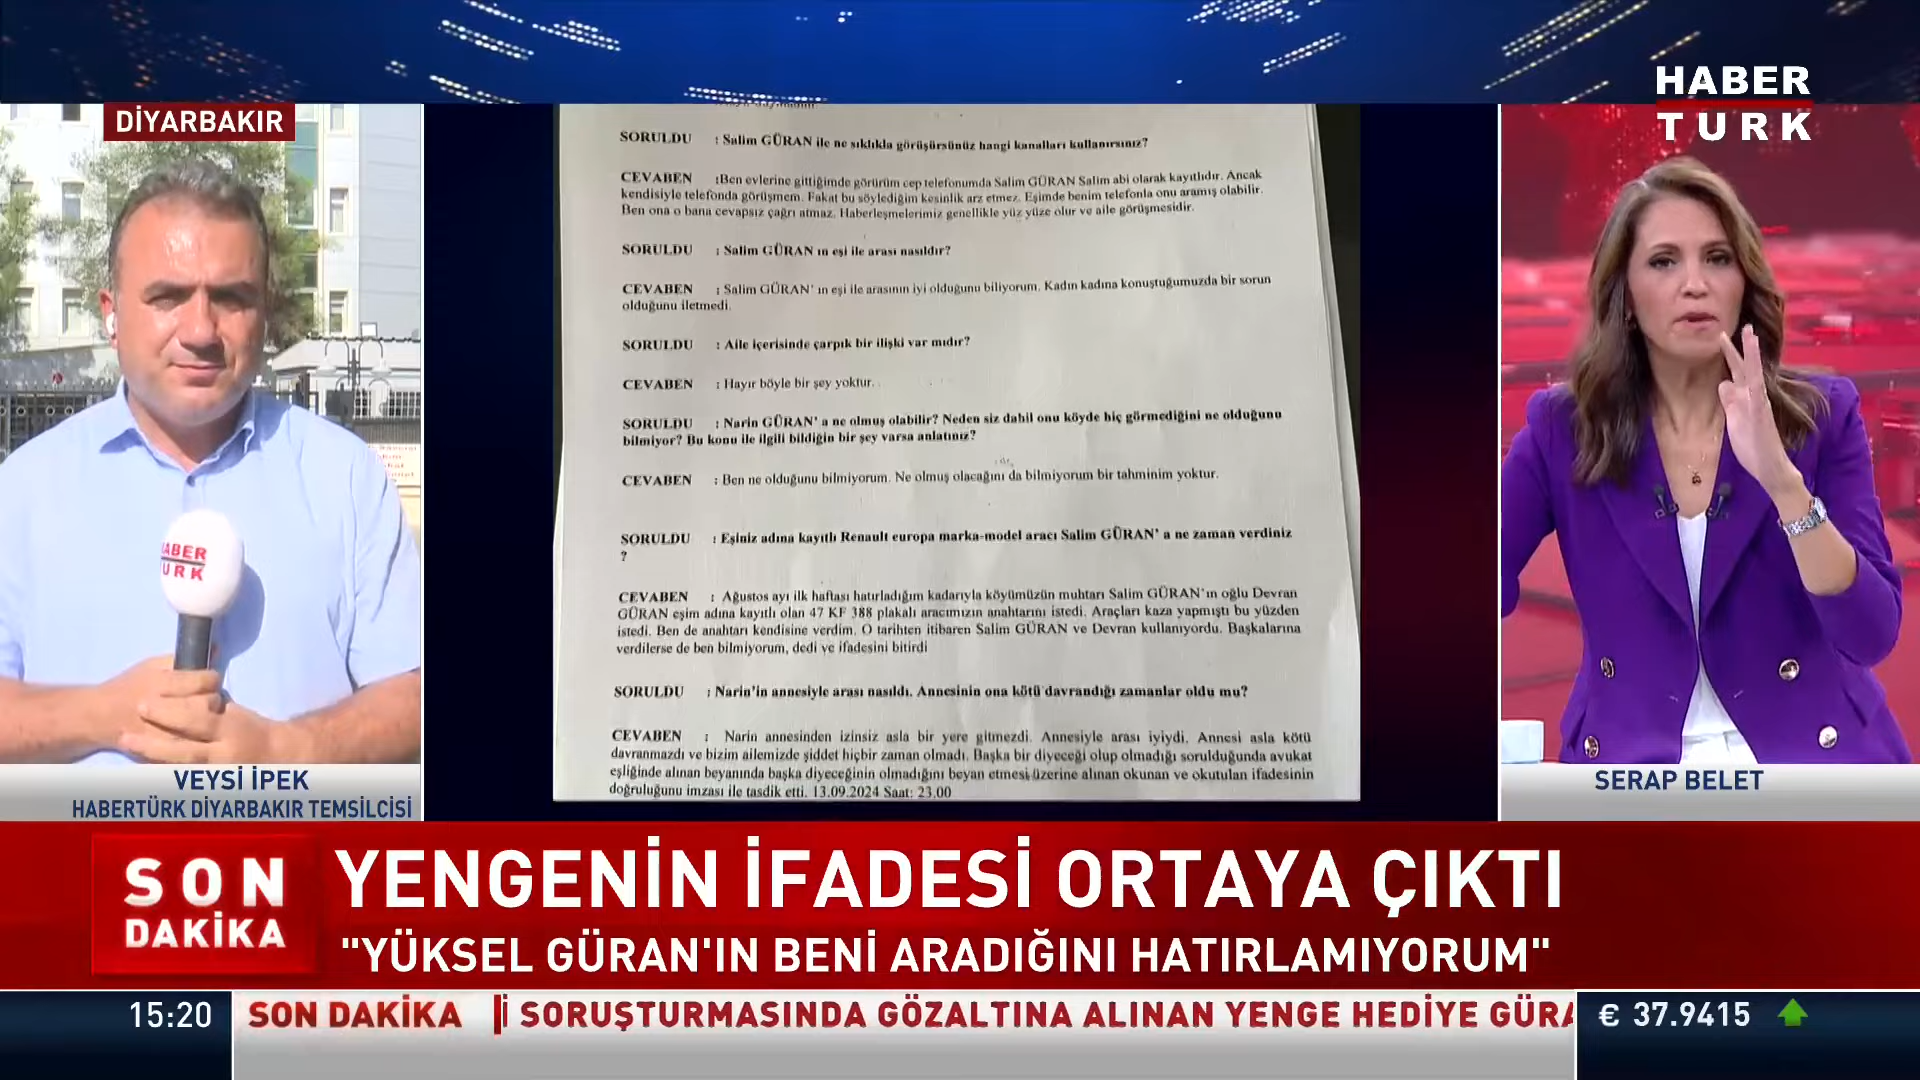 HABER
TURK
DİYARBAKIR
SORULDU : Salim GÜRAN ile ne sıklıkla görüşürsünüz hangi kanalları kullanırsınız?
CEVABEN :Ben evlerine gittiğimde görürüm cep telefonumda Salim GÜRAN Salim abi olarak kayıtlıdır. Ancak
kendisiyle telefonda görüşmem. Fakat bu söylediğim kesinlik arz etmez. Eşimde benim telefonla onu aramış olabilir.
Ben ona o bana cevapsız çağrı atmaz. Haberleşmelerimiz genellikle yüz yüze olur ve aile görüşmesidir.
SORULDU : Salim GÜRAN ın eşi ile arası nasıldır?
CEVABEN : Salim GÜRAN' ın eşi ile arasının iyi olduğunu biliyorum. Kadın kadına konuştuğumuzda bir sorun
olduğunu iletmedi.
SORULDU : Aile içerisinde çarpık bir ilişki var mıdır?
CEVABEN : Hayır böyle bir şey yoktur.
SORULDU : Narin GÜRAN' a ne olmuş olabilir? Neden siz dahil onu köyde hiç görmediğini ne olduğunu
bilmiyor? Bu konu ile ilgili bildiğin bir şey varsa anlatınız?
CEVABEN : Ben ne olduğunu bilmiyorum. Ne olmuş olacağını da bilmiyorum bir tahminim yoktur.
SORULDU : Eşiniz adına kayıtlı Renault europa marka-model aracı Salim GÜRAN' a ne zaman verdiniz
?
CEVABEN : Ağustos ayı ilk haftası hatırladığım kadarıyla köyümüzün muhtarı Salim GÜRAN'ın oğlu Devran
GÜRAN eşim adına kayıtlı olan 47 KF 388 plakalı aracımızın anahtarını istedi. Araçları kaza yapmıştı bu yüzden
istedi. Ben de anahtarı kendisine verdim. O tarihten itibaren Salim GÜRAN ve Devran kullanıyordu. Başkalarına
verdilerse de ben bilmiyorum, dedi ve ifadesini bitirdi
SORULDU : Narin'in annesiyle arası nasıldı. Annesinin ona kötü davrandığı zamanlar oldu mu?
CEVABEN : Narin annesinden izinsiz asla bir yere gitmezdi. Annesiyle arası iyiydi. Annesi asla kötü
davranmazdı ve bizim ailemizde şiddet hiçbir zaman olmadı. Başka bir diyeceği olup olmadığı sorulduğunda avukat
eşliğinde alınan beyanında başka diyeceğinin olmadığını beyan etmesi üzerine alınan okunan ve okutulan ifadesinin
doğruluğunu imzası ile tasdik etti. 13.09.2024 Saat: 23.00
HABER
TURK
VEYSİ İPEK
HABERTÜRK DİYARBAKIR TEMSİLCİSİ
SERAP BELET
SON
DAKİKA
YENGENİN İFADESİ ORTAYA ÇIKTI
"YÜKSEL GÜRAN'IN BENİ ARADIĞINI HATIRLAMIYORUM"
15:20
SON DAKİKA
İ SORUŞTURMASINDA GÖZALTINA ALINAN YENGE HEDİYE GÜRA
€ 37.9415